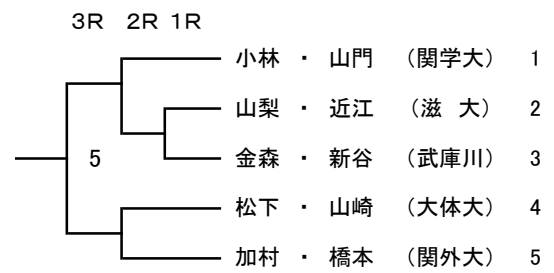 3R 2R 1R
小林 ・ 山門 (関学大) 1
山梨 ・ 近江 (滋 大) 2
5 金森 ・ 新谷 (武庫川) 3
松下 ・ 山崎 (大体大) 4
加村 ・ 橋本 (関外大) 5